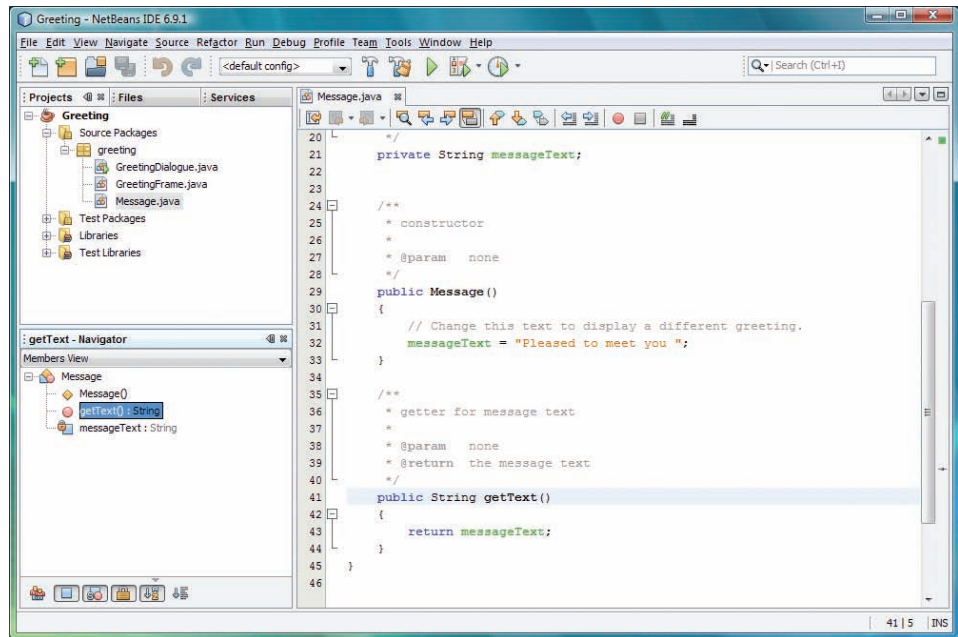 Greeting - NetBeans IDE 6.9.1
File Edit View Navigate Source Refactor Run Debug Profile Team Tools Window Help
<default config>
Search (Ctrl+I)
Projects Files Services
Greeting
Source Packages
greeting
GreetingDialogue.java
GreetingFrame.java
Message.java
Test Packages
Libraries
Test Libraries
getText - Navigator
Members View
Message
Message()
getText() : String
messageText : String
Message.java
20 */
21 private String messageText;
22
23
24 /**
25 * constructor
26 *
27 * @param none
28 */
29 public Message()
30 {
31 // Change this text to display a different greeting.
32 messageText = "Pleased to meet you ";
33 }
34
35 /**
36 * getter for message text
37 *
38 * @param none
39 * @return the message text
40 */
41 public String getText()
42 {
43 return messageText;
44 }
45 }
46
41 | 5 INS